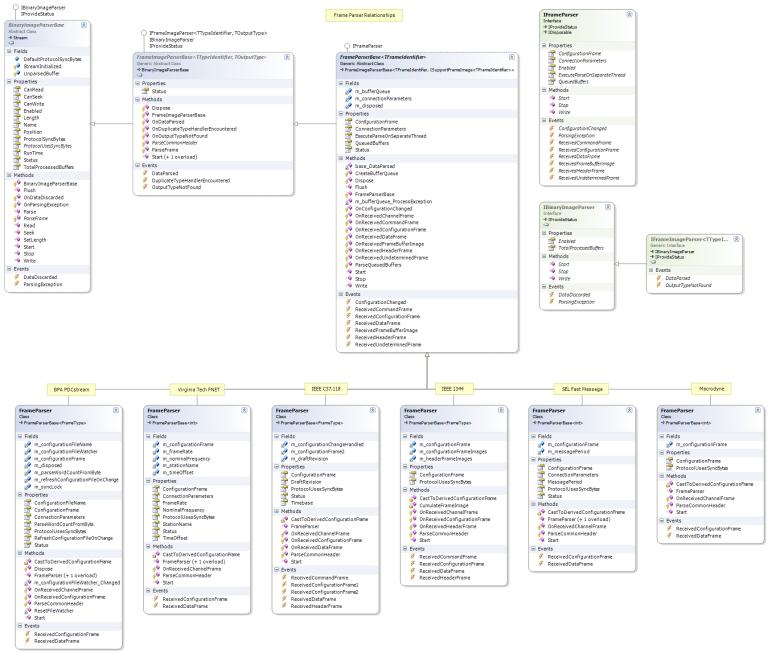 Frame Parser Relationships
IBinaryImageParser
IProvideStatus
BinaryImageParserBase
Abstract Class
Stream
Fields
DefaultProtocolSyncBytes
StreamInitialized
UnparsedBuffer
Properties
CanRead
CanSeek
CanWrite
Enabled
Length
Name
Position
ProtocolSyncBytes
ProtocolUsesSyncBytes
RunTime
Status
TotalProcessedBuffers
Methods
BinaryImageParserBase
Flush
OnDataDiscarded
OnParsingException
Parse
ParseFrame
Read
Seek
SetLength
Start
Stop
Write
Events
DataDiscarded
ParsingException
IFrameImageParser<TTypeIdentifier, TOutputType>
IBinaryImageParser
IProvideStatus
FrameImageParserBase<TTypeIdentifier, TOutputType>
Generic Abstract Class
BinaryImageParserBase
Properties
Status
Methods
Dispose
FrameImageParserBase
OnDataParsed
OnDuplicateTypeHandlerEncountered
OnOutputTypeNotFound
ParseCommonHeader
ParseFrame
Start (+ 1 overload)
Events
DataParsed
DuplicateTypeHandlerEncountered
OutputTypeNotFound
IFrameParser
FrameParserBase<TFrameIdentifier>
Generic Abstract Class
FrameImageParserBase<TFrameIdentifier, ISupportFrameImage<TFrameIdentifier>>
Fields
m_bufferQueue
m_connectionParameters
m_disposed
Properties
ConfigurationFrame
ConnectionParameters
ExecuteParseOnSeparateThread
QueuedBuffers
Status
Methods
base_DataParsed
CreateBufferQueue
Dispose
Flush
FrameParserBase
m_bufferQueue_ProcessException
OnConfigurationChanged
OnReceivedChannelFrame
OnReceivedCommandFrame
OnReceivedConfigurationFrame
OnReceivedDataFrame
OnReceivedFrameBufferImage
OnReceivedHeaderFrame
OnReceivedUndeterminedFrame
ParseQueuedBuffers
Start
Stop
Write
Events
ConfigurationChanged
ReceivedCommandFrame
ReceivedConfigurationFrame
ReceivedDataFrame
ReceivedFrameBufferImage
ReceivedHeaderFrame
ReceivedUndeterminedFrame
IFrameParser
Interface
IProvideStatus
IDisposable
Properties
ConfigurationFrame
ConnectionParameters
Enabled
ExecuteParseOnSeparateThread
QueuedBuffers
Methods
Start
Stop
Write
Events
ConfigurationChanged
ParsingException
ReceivedCommandFrame
ReceivedConfigurationFrame
ReceivedDataFrame
ReceivedFrameBufferImage
ReceivedHeaderFrame
ReceivedUndeterminedFrame
IBinaryImageParser
Interface
IProvideStatus
Properties
Enabled
TotalProcessedBuffers
Methods
Start
Stop
Write
Events
DataDiscarded
ParsingException
IFrameImageParser<TTypeI...
Generic Interface
IBinaryImageParser
IProvideStatus
Events
DataParsed
OutputTypeNotFound
BPA PDCstream
FrameParser
Class
FrameParserBase<FrameType>
Fields
m_configurationFileName
m_configurationFileWatcher
m_configurationFrame
m_disposed
m_parseWordCountFromByte
m_refreshConfigurationFileOnChange
m_syncLock
Properties
ConfigurationFileName
ConfigurationFrame
ConnectionParameters
ParseWordCountFromByte
ProtocolUsesSyncBytes
RefreshConfigurationFileOnChange
Status
Methods
CastToDerivedConfigurationFrame
Dispose
FrameParser (+ 1 overload)
m_configurationFileWatcher_Changed
OnReceivedChannelFrame
OnReceivedConfigurationFrame
ParseCommonHeader
ResetFileWatcher
Start
Events
ReceivedConfigurationFrame
ReceivedDataFrame
Virginia Tech FNET
FrameParser
Class
FrameParserBase<int>
Fields
m_configurationFrame
m_frameRate
m_nominalFrequency
m_stationName
m_timeOffset
Properties
ConfigurationFrame
ConnectionParameters
FrameRate
NominalFrequency
ProtocolUsesSyncBytes
StationName
Status
TimeOffset
Methods
CastToDerivedConfigurationFrame
FrameParser (+ 1 overload)
OnReceivedChannelFrame
ParseCommonHeader
Start
Events
ReceivedConfigurationFrame
ReceivedDataFrame
IEEE C37.118
FrameParser
Class
FrameParserBase<FrameType>
Fields
m_configurationChangeHandled
m_configurationFrame2
m_draftRevision
Properties
ConfigurationFrame
DraftRevision
ProtocolUsesSyncBytes
Status
Timebase
Methods
CastToDerivedConfigurationFrame
FrameParser
OnReceivedChannelFrame
OnReceivedConfigurationFrame
OnReceivedDataFrame
ParseCommonHeader
Start
Events
ReceivedCommandFrame
ReceivedConfigurationFrame1
ReceivedConfigurationFrame2
ReceivedDataFrame
ReceivedHeaderFrame
IEEE 1344
FrameParser
Class
FrameParserBase<FrameType>
Fields
m_configurationFrame
m_configurationFrameImages
m_headerFrameImages
Properties
ConfigurationFrame
ProtocolUsesSyncBytes
Methods
CastToDerivedConfigurationFrame
CumulateFrameImage
OnReceivedChannelFrame
OnReceivedConfigurationFrame
OnReceivedHeaderFrame
ParseCommonHeader
Start
Events
ReceivedCommandFrame
ReceivedConfigurationFrame
ReceivedDataFrame
ReceivedHeaderFrame
SEL Fast Message
FrameParser
Class
FrameParserBase<int>
Fields
m_configurationFrame
m_messagePeriod
Properties
ConfigurationFrame
ConnectionParameters
MessagePeriod
ProtocolUsesSyncBytes
Status
Methods
CastToDerivedConfigurationFrame
FrameParser (+ 1 overload)
OnReceivedChannelFrame
ParseCommonHeader
Start
Events
ReceivedConfigurationFrame
ReceivedDataFrame
Macrodyne
FrameParser
Class
FrameParserBase<int>
Fields
m_configurationFrame
Properties
ConfigurationFrame
ProtocolUsesSyncBytes
Methods
CastToDerivedConfigurationFrame
FrameParser
OnReceivedChannelFrame
ParseCommonHeader
Start
Events
ReceivedConfigurationFrame
ReceivedDataFrame